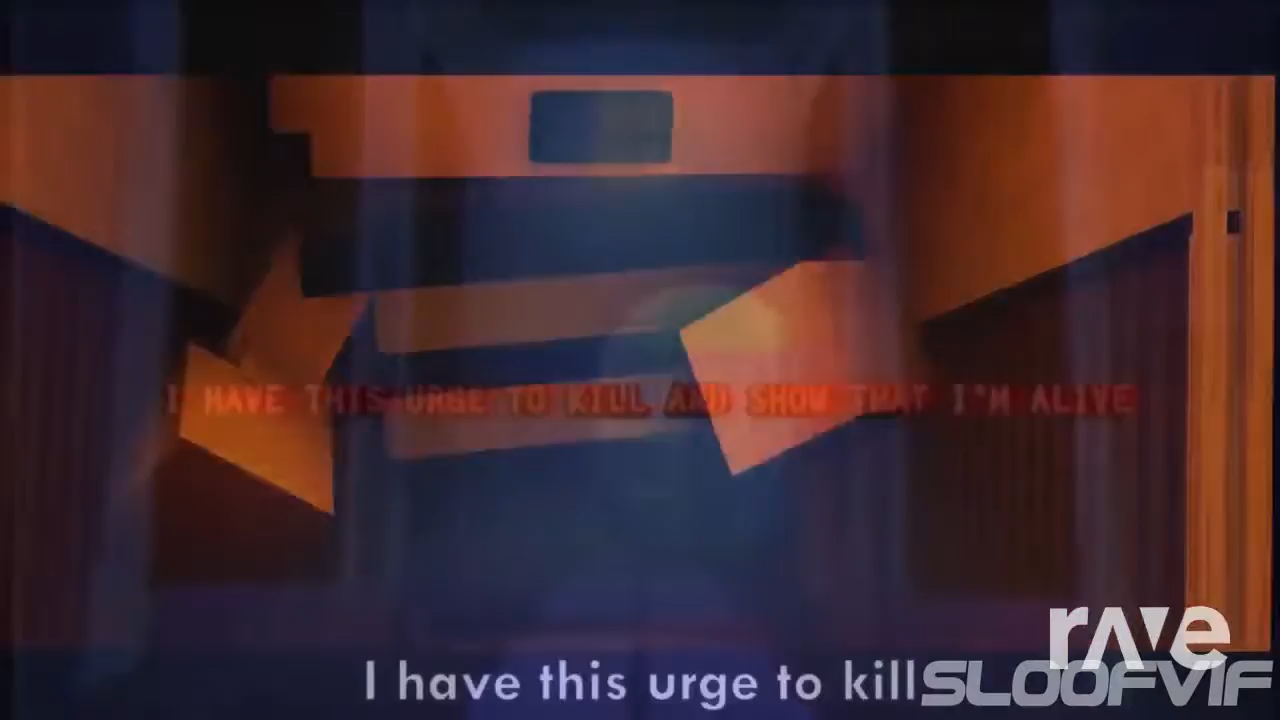 I HAVE THIS URGE TO KILL AND SHOW THAT I'M ALIVE
rave
I have this urge to kill
SLOOFVIF